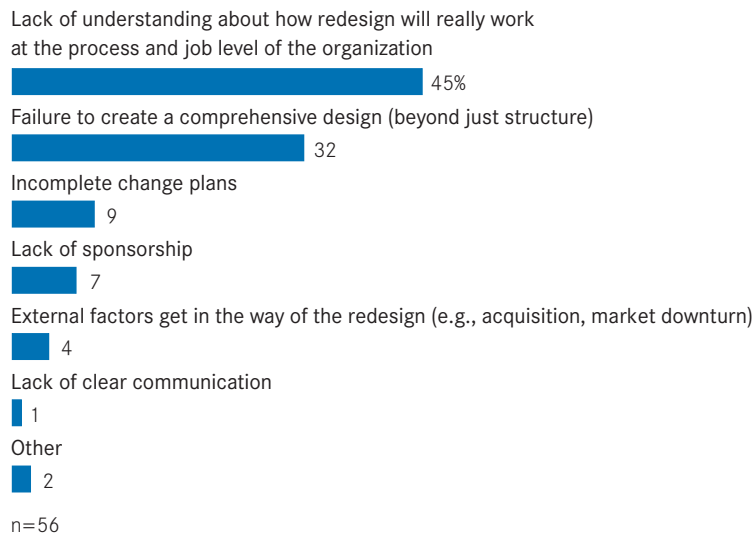 Lack of understanding about how redesign will really work
at the process and job level of the organization
45%
Failure to create a comprehensive design (beyond just structure)
32
Incomplete change plans
9
Lack of sponsorship
7
External factors get in the way of the redesign (e.g., acquisition, market downturn)
4
Lack of clear communication
1
Other
2
n=56